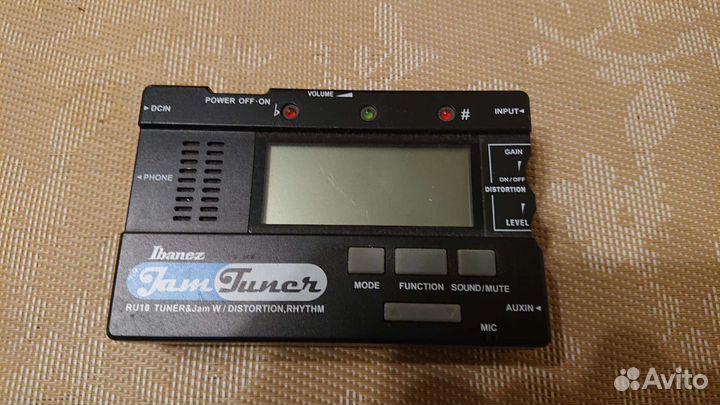 VOLUME
POWER OFF·ON
DCIN
♭
#
INPUT
GAIN
PHONE
ON/OFF
DISTORTION
LEVEL
Ibanez
Jam Tuner
MODE FUNCTION SOUND/MUTE
RU10 TUNER&Jam W/ DISTORTION,RHYTHM
AUXIN
MIC
Avito